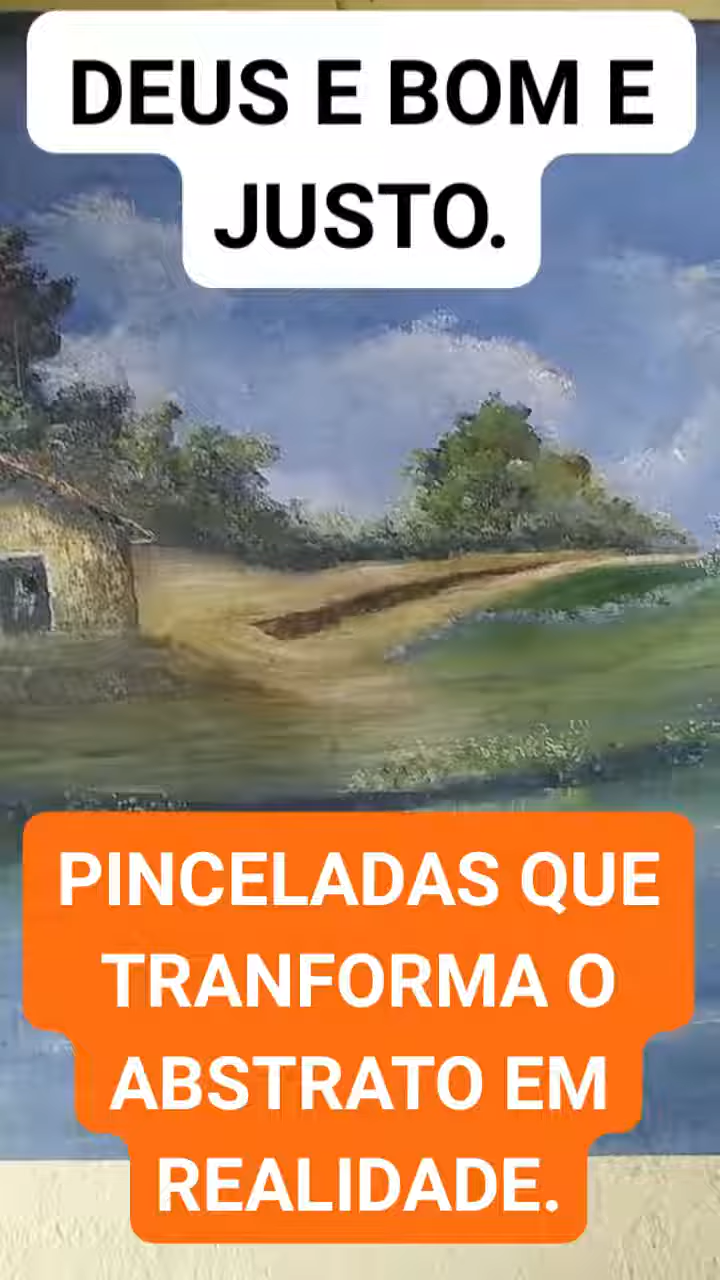 DEUS E BOM E
JUSTO.
PINCELADAS QUE
TRANFORMA O
ABSTRATO EM
REALIDADE.